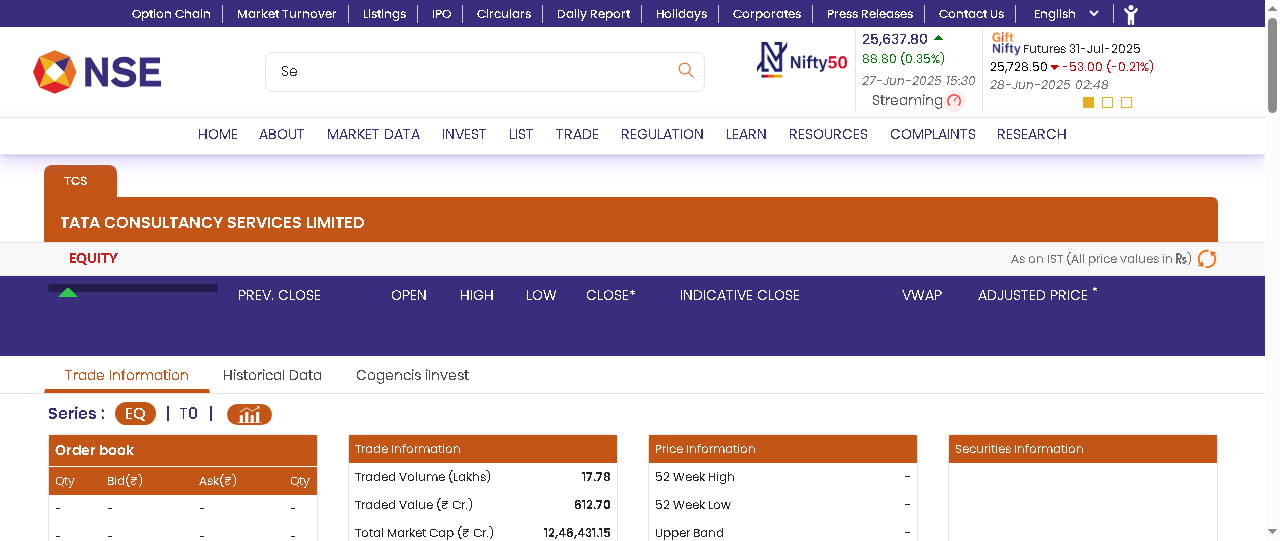 Option Chain Market Turnover Listings IPO Circulars Daily Report Holidays Corporates Press Releases Contact Us English
NSE
Se
Nifty50
25,637.80
88.80 (0.35%)
27-Jun-2025 15:30
Streaming
Gift
Nifty Futures 31-Jul-2025
25,728.50 -53.00 (-0.21%)
28-Jun-2025 02:48
HOME ABOUT MARKET DATA INVEST LIST TRADE REGULATION LEARN RESOURCES COMPLAINTS RESEARCH
TCS
TATA CONSULTANCY SERVICES LIMITED
EQUITY As on IST (All price values in Rs)
PREV. CLOSE OPEN HIGH LOW CLOSE* INDICATIVE CLOSE VWAP ADJUSTED PRICE *
Trade Information Historical Data Cogencis iInvest
Series : EQ | T0 |
Order book
Qty Bid(₹) Ask(₹) Qty
- - - -
- - - -
Trade Information
Traded Volume (Lakhs) 17.78
Traded Value (₹ Cr.) 612.70
Total Market Cap (₹ Cr.) 12,46,431.15
Price Information
52 Week High -
52 Week Low -
Upper Band -
Securities Information